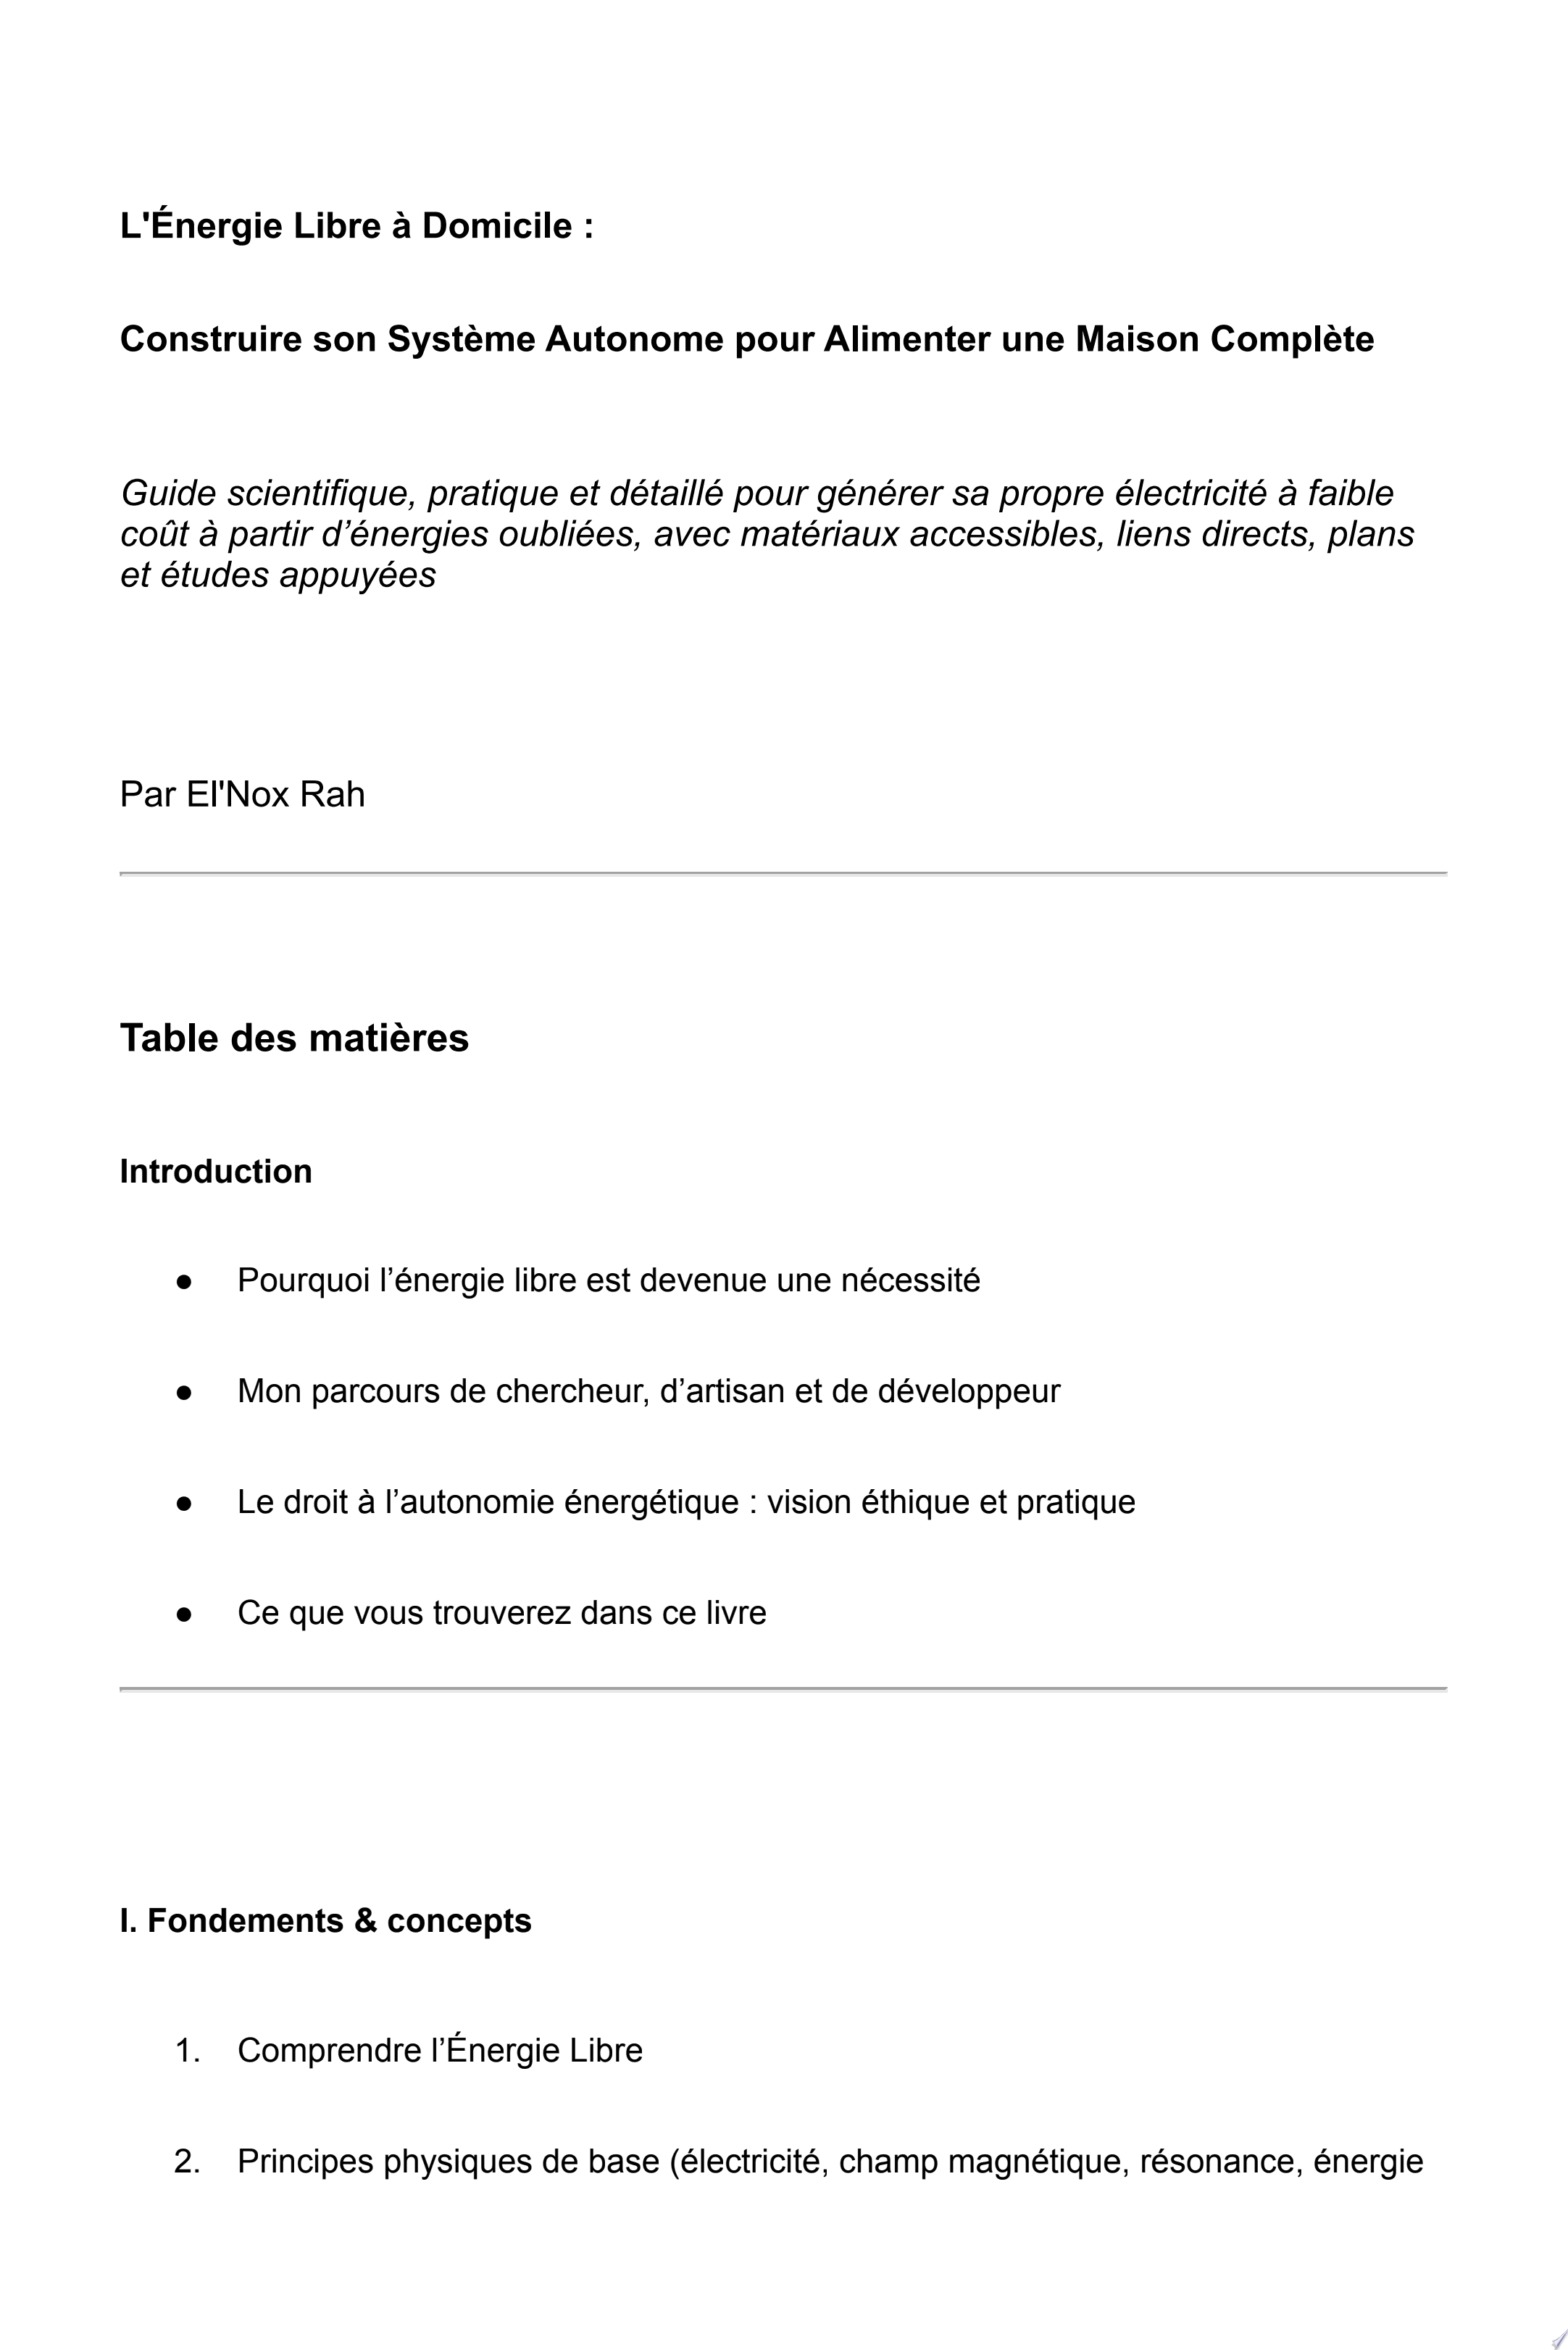 L'Énergie Libre à Domicile :
Construire son Système Autonome pour Alimenter une Maison Complète
Guide scientifique, pratique et détaillé pour générer sa propre électricité à faible
coût à partir d’énergies oubliées, avec matériaux accessibles, liens directs, plans
et études appuyées
Par El'Nox Rah
Table des matières
Introduction
● Pourquoi l’énergie libre est devenue une nécessité
● Mon parcours de chercheur, d’artisan et de développeur
● Le droit à l’autonomie énergétique : vision éthique et pratique
● Ce que vous trouverez dans ce livre
I. Fondements & concepts
1. Comprendre l’Énergie Libre
2. Principes physiques de base (électricité, champ magnétique, résonance, énergie